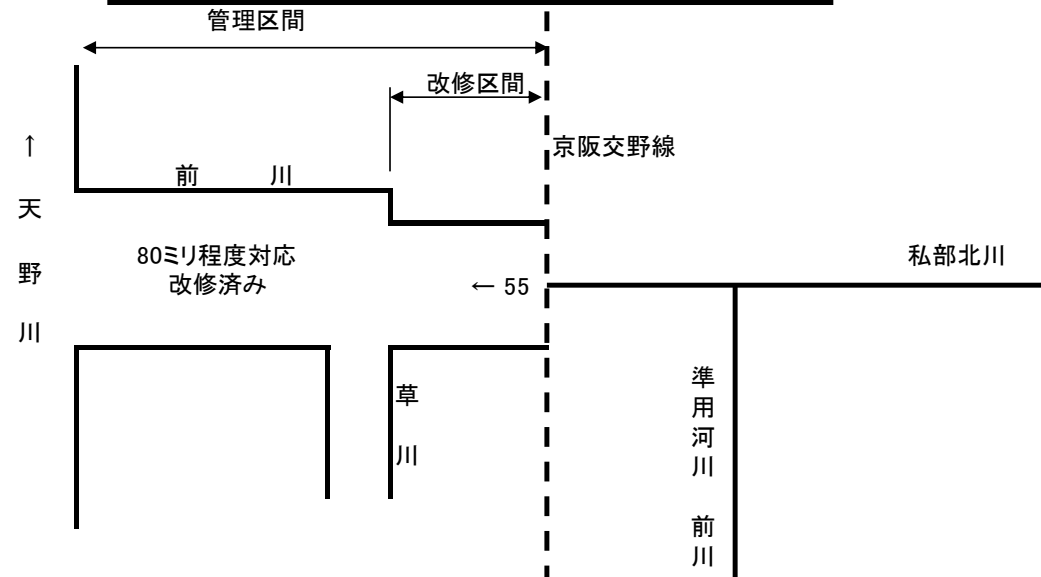 管理区間
改修区間
京阪交野線
↑天野川
前川
80ミリ程度対応
改修済み
← 55
私部北川
草川
準用河川 前川